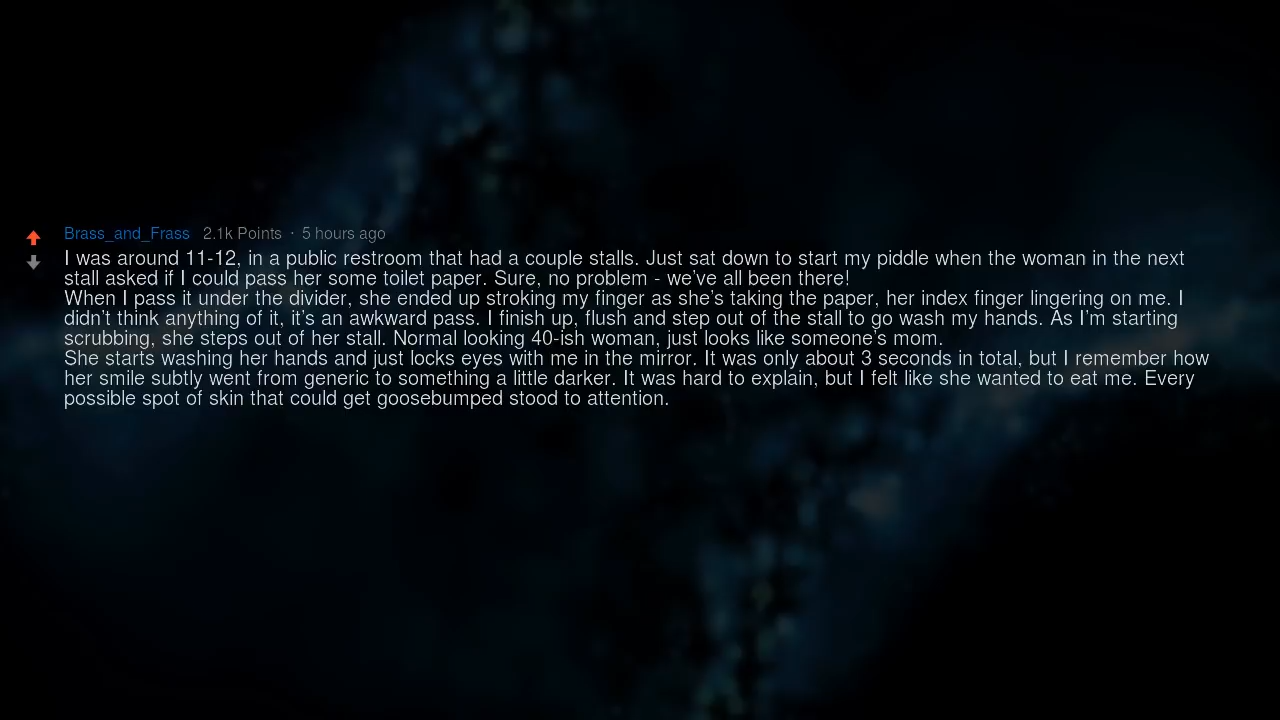 Brass_and_Frass 2.1k Points · 5 hours ago
I was around 11-12, in a public restroom that had a couple stalls. Just sat down to start my piddle when the woman in the next
stall asked if I could pass her some toilet paper. Sure, no problem - we've all been there!
When I pass it under the divider, she ended up stroking my finger as she's taking the paper, her index finger lingering on me. I
didn't think anything of it, it's an awkward pass. I finish up, flush and step out of the stall to go wash my hands. As I'm starting
scrubbing, she steps out of her stall. Normal looking 40-ish woman, just looks like someone's mom.
She starts washing her hands and just locks eyes with me in the mirror. It was only about 3 seconds in total, but I remember how
her smile subtly went from generic to something a little darker. It was hard to explain, but I felt like she wanted to eat me. Every
possible spot of skin that could get goosebumped stood to attention.